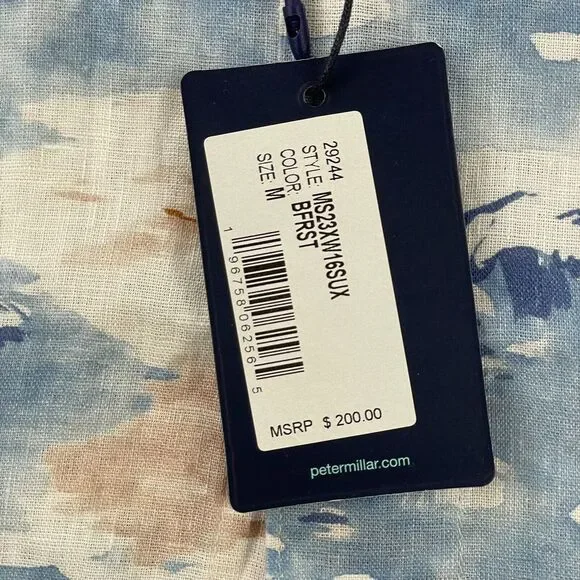 29244
STYLE: MS23XW16SUX
COLOR: BFRST
SIZE: M
1 96758 06256 5
MSRP $ 200.00
petermillar.com